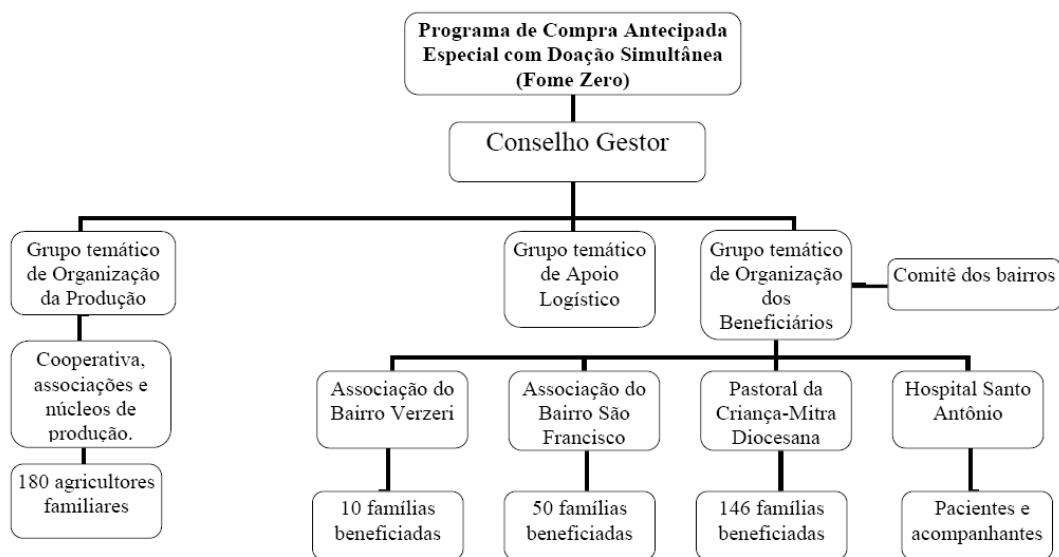 Programa de Compra Antecipada
Especial com Doação Simultânea
(Fome Zero)
Conselho Gestor
Grupo temático
de Organização
da Produção
Grupo temático
de Apoio
Logístico
Grupo temático
de Organização
dos
Beneficiários
Comitê dos bairros
Cooperativa,
associações e
núcleos de
produção.
Associação do
Bairro Verzeri
Associação do
Bairro São
Francisco
Pastoral da
Criança-Mitra
Diocesana
Hospital Santo
Antônio
180 agricultores
familiares
10 famílias
beneficiadas
50 famílias
beneficiadas
146 famílias
beneficiadas
Pacientes e
acompanhantes